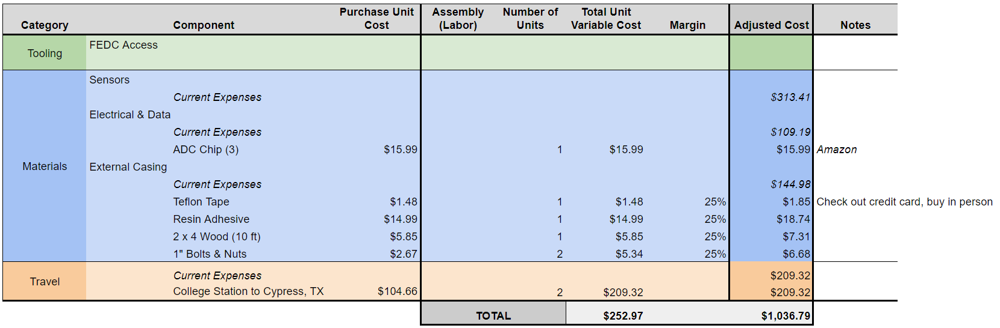 Category Component Purchase Unit Cost Assembly (Labor) Number of Units Total Unit Variable Cost Margin Adjusted Cost Notes
Tooling FEDC Access
Materials
Sensors
Current Expenses $313.41
Electrical & Data
Current Expenses $109.19
ADC Chip (3) $15.99 1 $15.99 $15.99 Amazon
External Casing
Current Expenses $144.98
Teflon Tape $1.48 1 $1.48 25% $1.85 Check out credit card, buy in person
Resin Adhesive $14.99 1 $14.99 25% $18.74
2 x 4 Wood (10 ft) $5.85 1 $5.85 25% $7.31
1" Bolts & Nuts $2.67 2 $5.34 25% $6.68
Travel
Current Expenses $209.32
College Station to Cypress, TX $104.66 2 $209.32 $209.32
TOTAL $252.97 $1,036.79